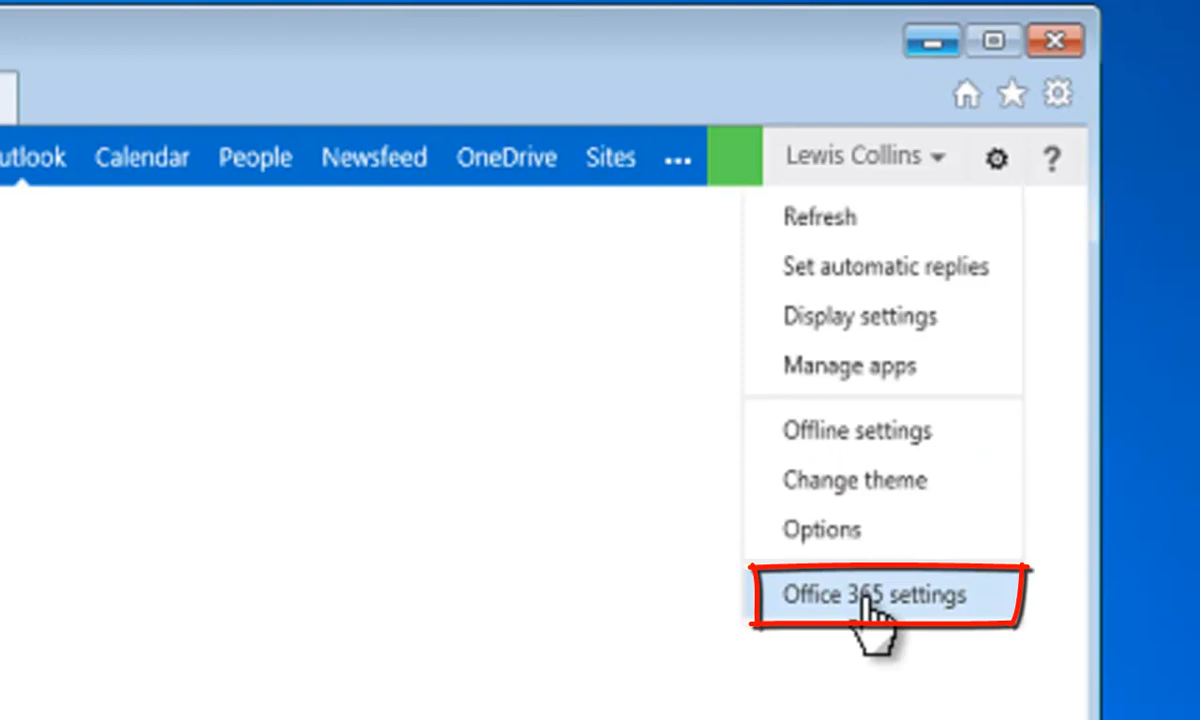 utlook Calendar People Newsfeed OneDrive Sites ... Lewis Collins ?
Refresh
Set automatic replies
Display settings
Manage apps
Offline settings
Change theme
Options
Office 365 settings